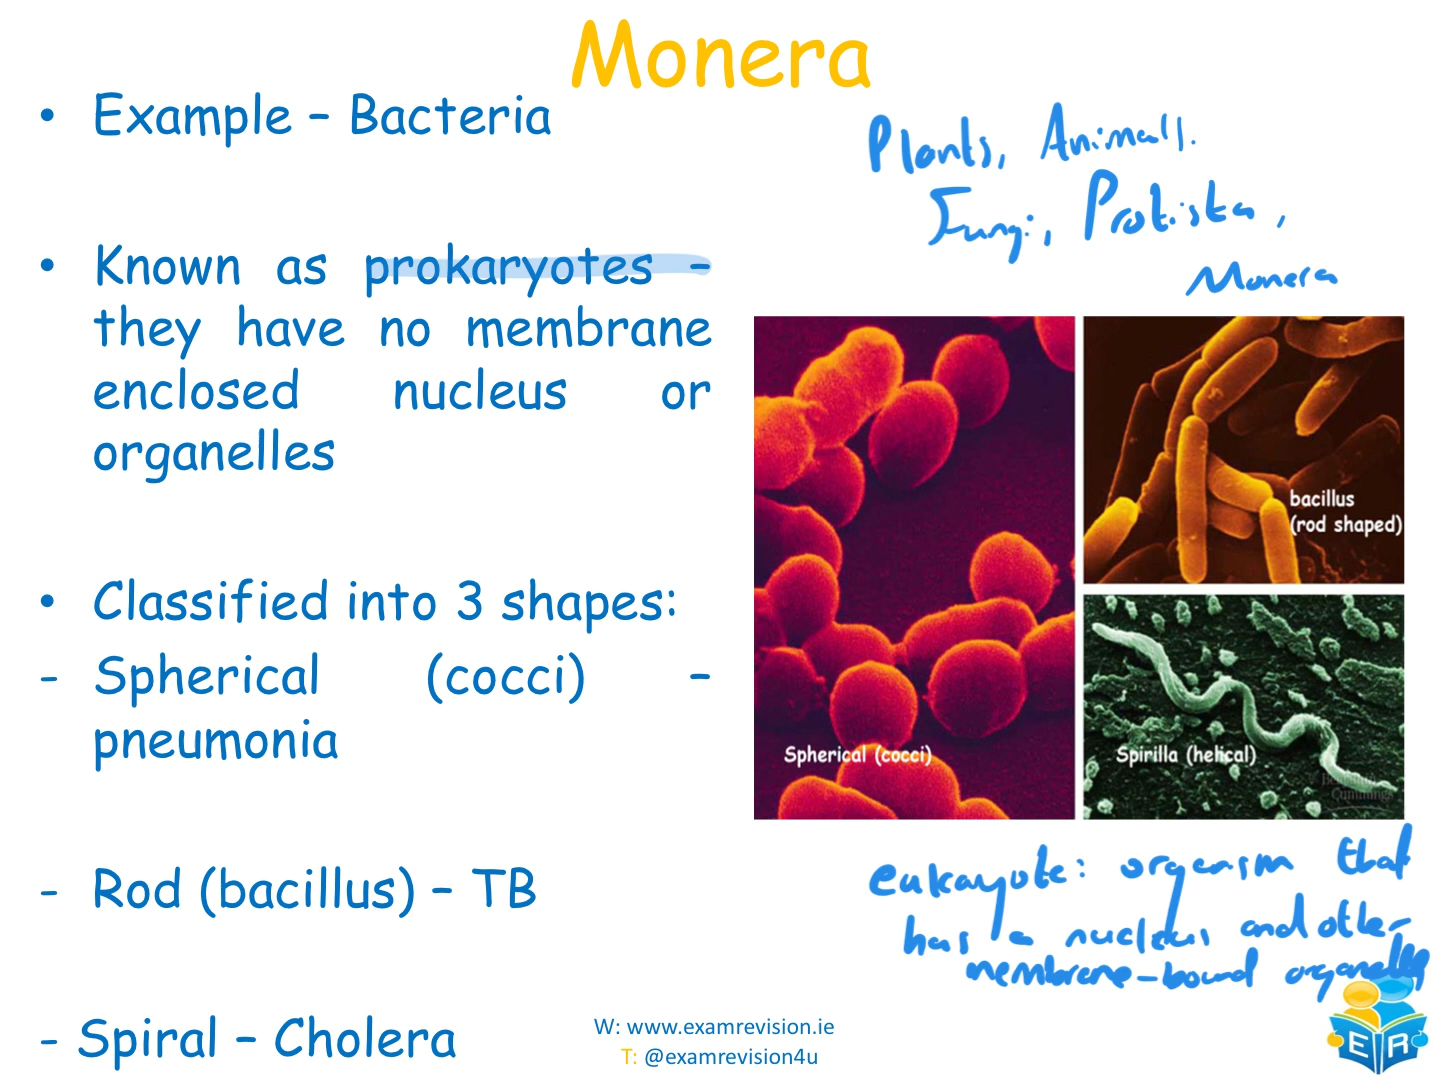 Monera
• Example – Bacteria
Plants, Animals.
Fungi, Protista,
Monera
• Known as prokaryotes –
they have no membrane
enclosed nucleus or
organelles
• Classified into 3 shapes:
- Spherical (cocci) –
pneumonia
- Rod (bacillus) – TB
- Spiral – Cholera
bacillus
(rod shaped)
Spherical (cocci)
Spirilla (helical)
Cummings
eukaryote: organism that
has a nucleus and other
membrane-bound organelles
W: www.examrevision.ie
T: @examrevision4u
E R